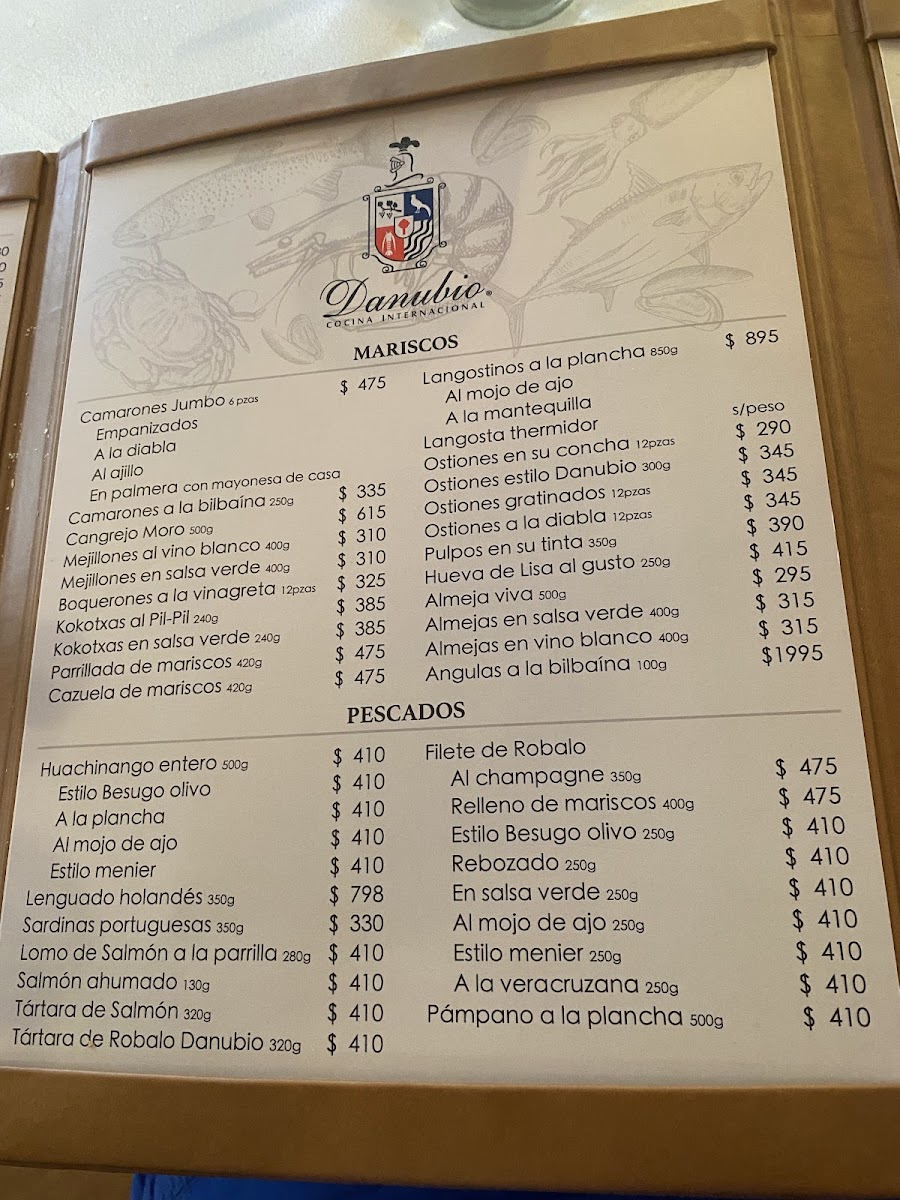 Danubio®
COCINA INTERNACIONAL
MARISCOS
Camarones Jumbo 6 pzas $ 475
Empanizados
A la diabla
Al ajillo
En palmera con mayonesa de casa
Camarones a la bilbaína 250g $ 335
Cangrejo Moro 500g $ 615
Mejillones al vino blanco 400g $ 310
Mejillones en salsa verde 400g $ 310
Boquerones a la vinagreta 12pzas $ 325
Kokotxas al Pil-Pil 240g $ 385
Kokotxas en salsa verde 240g $ 385
Parrillada de mariscos 420g $ 475
Cazuela de mariscos 420g $ 475
Langostinos a la plancha 850g $ 895
Al mojo de ajo
A la mantequilla
Langosta thermidor s/peso
Ostiones en su concha 12pzas $ 290
Ostiones estilo Danubio 300g $ 345
Ostiones gratinados 12pzas $ 345
Ostiones a la diabla 12pzas $ 345
Pulpos en su tinta 350g $ 390
Hueva de Lisa al gusto 250g $ 415
Almeja viva 500g $ 295
Almejas en salsa verde 400g $ 315
Almejas en vino blanco 400g $ 315
Angulas a la bilbaína 100g $1995
PESCADOS
Huachinango entero 500g $ 410
Estilo Besugo olivo $ 410
A la plancha $ 410
Al mojo de ajo $ 410
Estilo menier $ 410
Lenguado holandés 350g $ 798
Sardinas portuguesas 350g $ 330
Lomo de Salmón a la parrilla 280g $ 410
Salmón ahumado 130g $ 410
Tártara de Salmón 320g $ 410
Tártara de Robalo Danubio 320g $ 410
Filete de Robalo
Al champagne 350g $ 475
Relleno de mariscos 400g $ 475
Estilo Besugo olivo 250g $ 410
Rebozado 250g $ 410
En salsa verde 250g $ 410
Al mojo de ajo 250g $ 410
Estilo menier 250g $ 410
A la veracruzana 250g $ 410
Pámpano a la plancha 500g $ 410